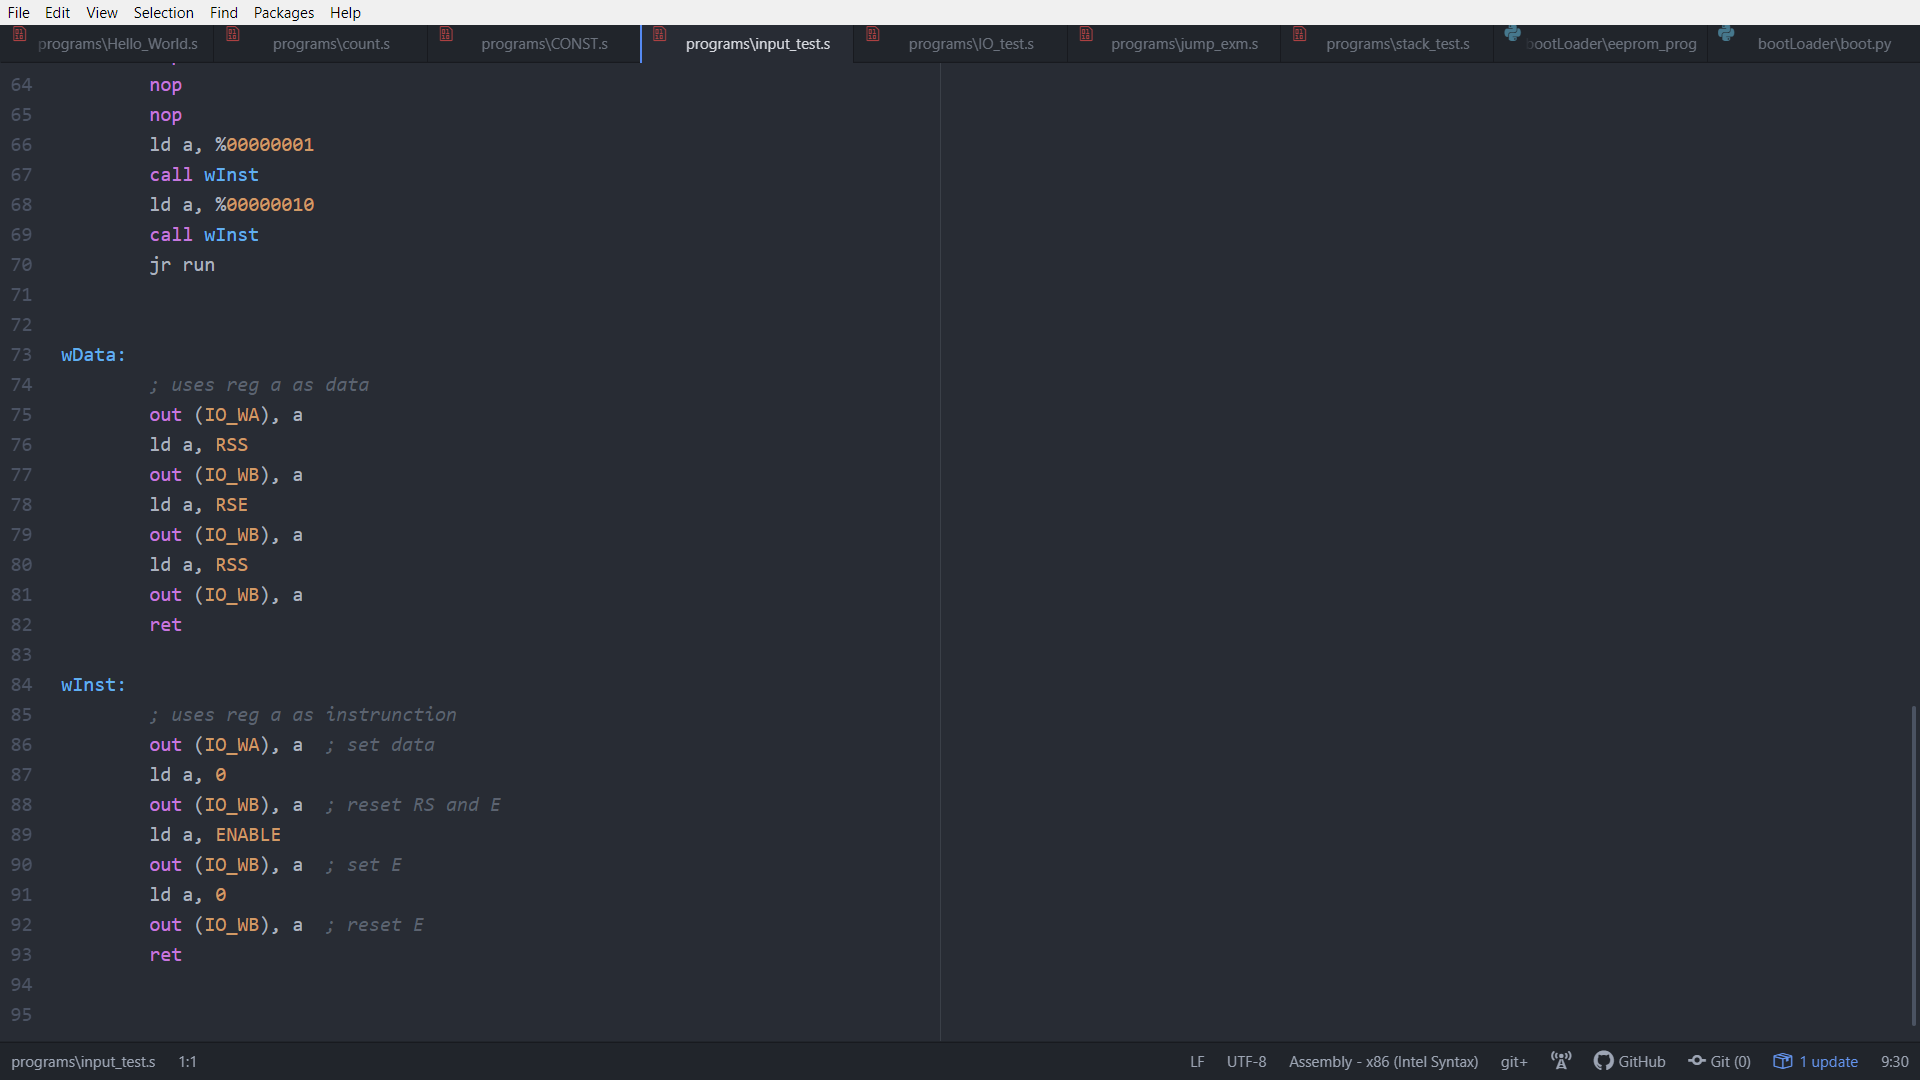 File Edit View Selection Find Packages Help
programs\Hello_World.s programs\count.s programs\CONST.s programs\input_test.s programs\IO_test.s programs\jump_exm.s programs\stack_test.s bootLoader\eeprom_prog bootLoader\boot.py
64 nop
65 nop
66 ld a, %00000001
67 call wInst
68 ld a, %00000010
69 call wInst
70 jr run
71
72
73 wData:
74 ; uses reg a as data
75 out (IO_WA), a
76 ld a, RSS
77 out (IO_WB), a
78 ld a, RSE
79 out (IO_WB), a
80 ld a, RSS
81 out (IO_WB), a
82 ret
83
84 wInst:
85 ; uses reg a as instrunction
86 out (IO_WA), a ; set data
87 ld a, 0
88 out (IO_WB), a ; reset RS and E
89 ld a, ENABLE
90 out (IO_WB), a ; set E
91 ld a, 0
92 out (IO_WB), a ; reset E
93 ret
94
95
programs\input_test.s 1:1 LF UTF-8 Assembly - x86 (Intel Syntax) git+ GitHub Git (0) 1 update 9:30